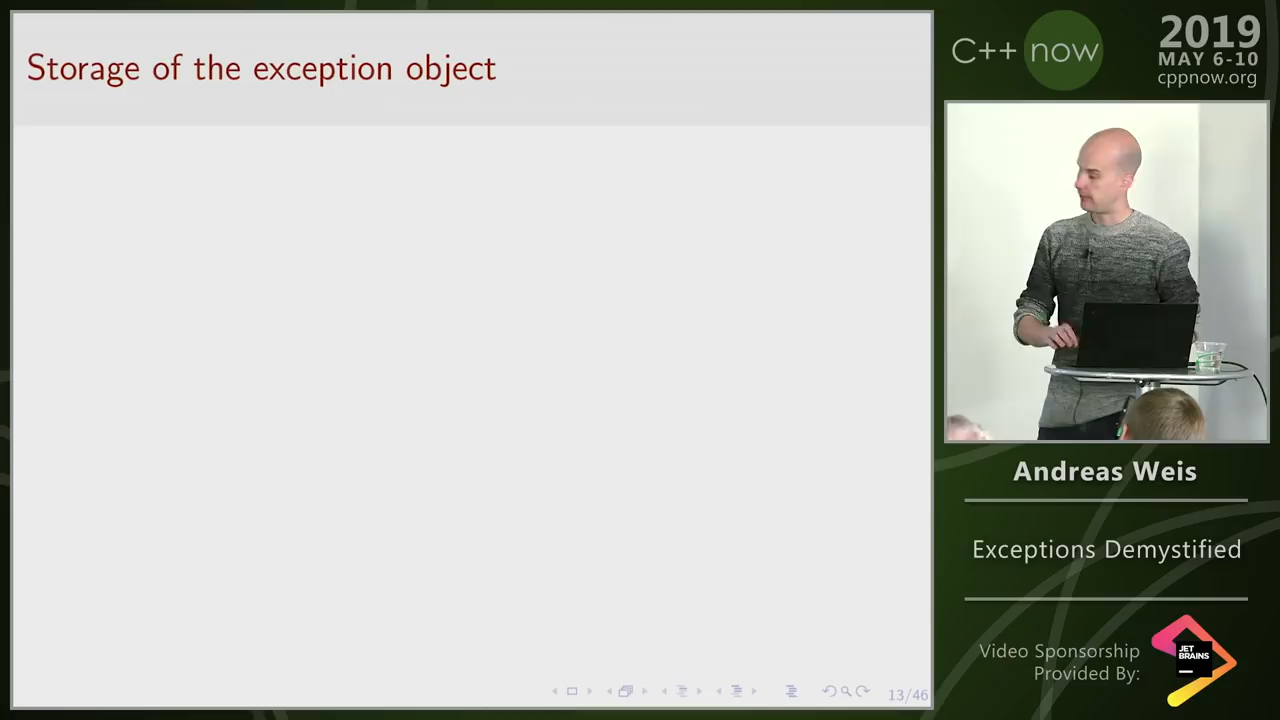 Storage of the exception object
13/46
C++ now
2019
MAY 6-10
cppnow.org
Andreas Weis
Exceptions Demystified
Video Sponsorship
Provided By:
JET
BRAINS